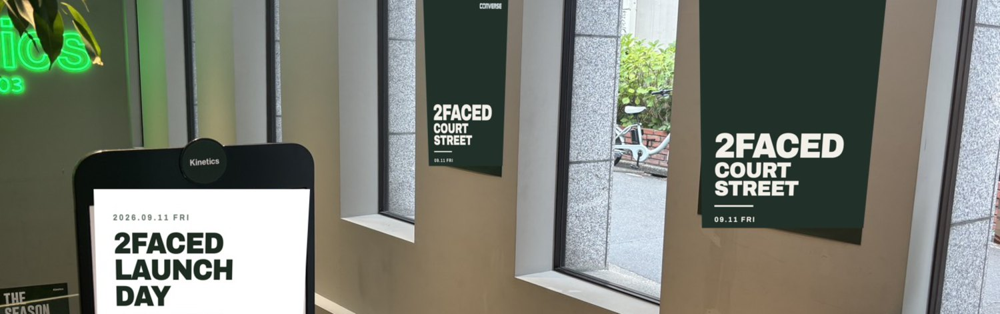 ics
03
Kinetics
2026.09.11 FRI
2FACED
LAUNCH
DAY
Kinetics
THE
SEASON
CONVERSE
2FACED
COURT
STREET
09.11 FRI
2FACED
COURT
STREET
09.11 FRI